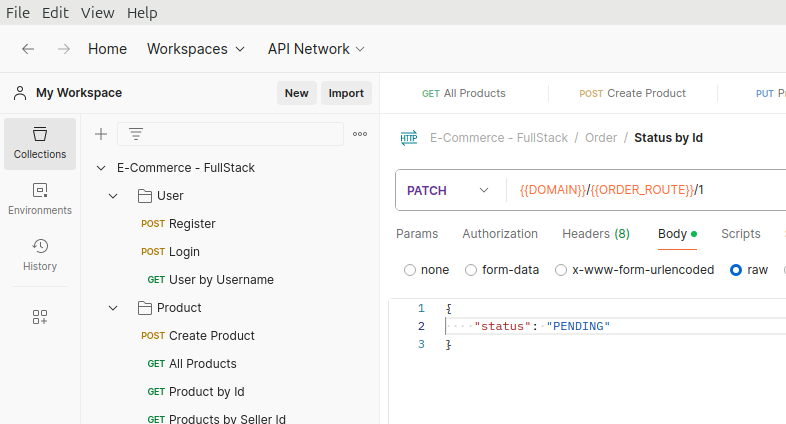 File Edit View Help
Home Workspaces API Network
My Workspace New Import
GET All Products POST Create Product PUT
Collections
Environments
History
E-Commerce - FullStack
User
POST Register
POST Login
GET User by Username
Product
POST Create Product
GET All Products
GET Product by Id
GET Products by Seller Id
HTTP E-Commerce - FullStack / Order / Status by Id
PATCH {{DOMAIN}}/{{ORDER_ROUTE}}/1
Params Authorization Headers (8) Body Scripts
none form-data x-www-form-urlencoded raw
1 {
2 "status": "PENDING"
3 }